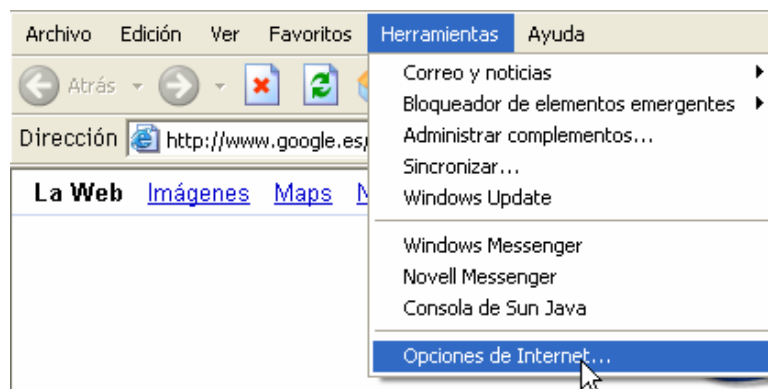 Archivo Edición Ver Favoritos Herramientas Ayuda
Atrás
Dirección http://www.google.es/
La Web Imágenes Maps
Correo y noticias
Bloqueador de elementos emergentes
Administrar complementos...
Sincronizar...
Windows Update
Windows Messenger
Novell Messenger
Consola de Sun Java
Opciones de Internet...